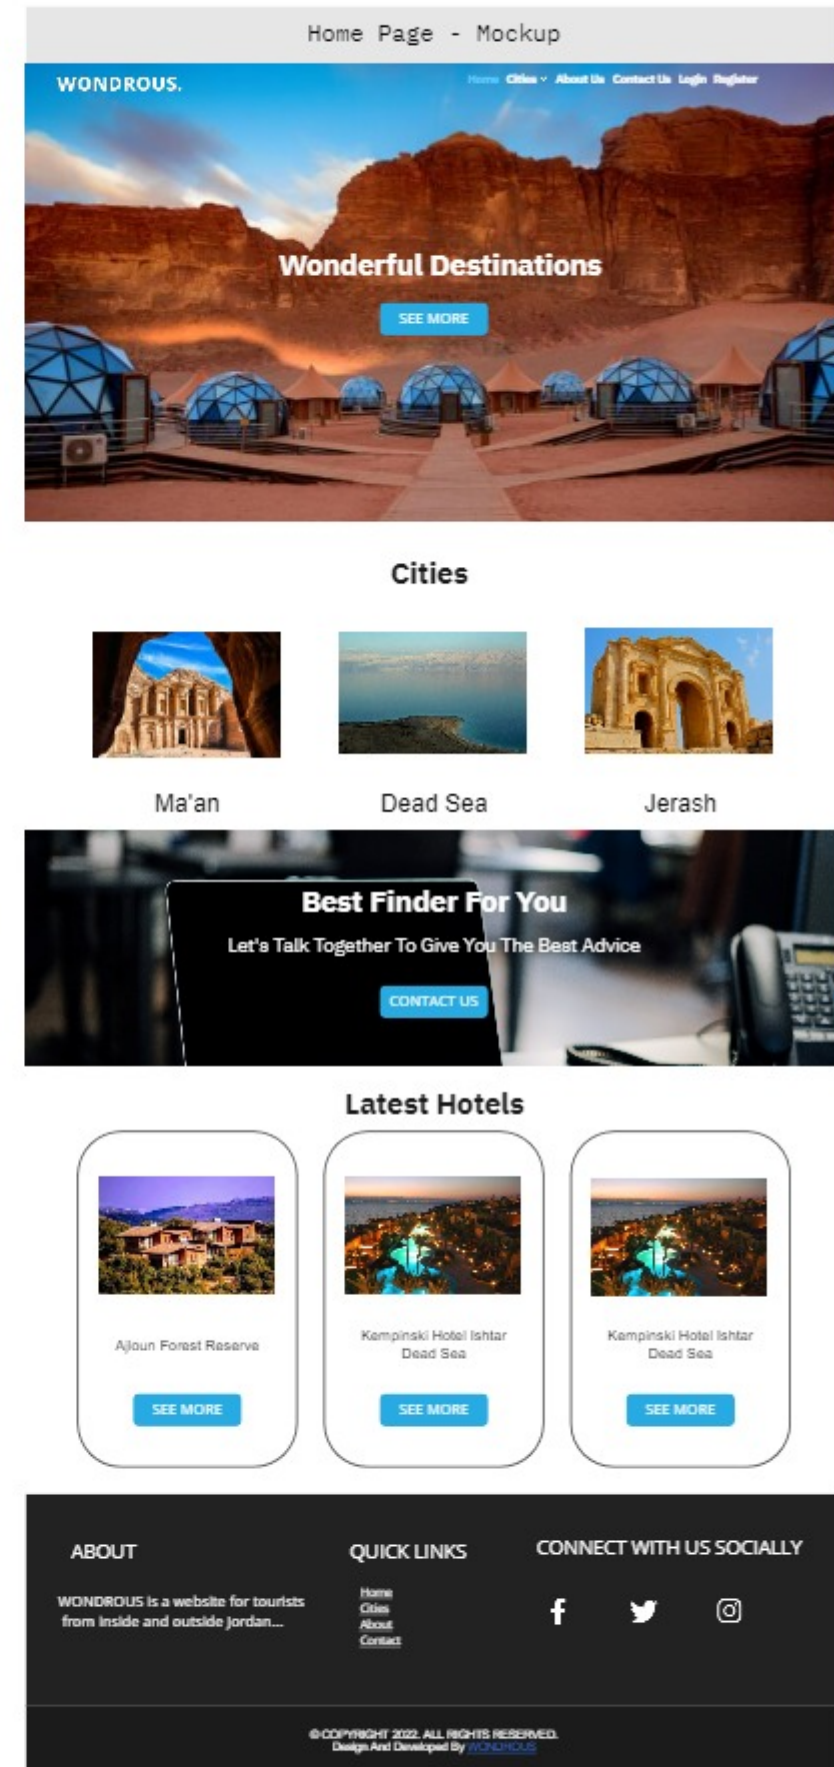 Home Page - Mockup
WONDROUS.
Home Cities About Us Contact Us Login Register
Wonderful Destinations
SEE MORE
Cities
Ma'an
Dead Sea
Jerash
Best Finder For You
Let's Talk Together To Give You The Best Advice
CONTACT US
Latest Hotels
Ajloun Forest Reserve
SEE MORE
Kempinski Hotel Ishtar
Dead Sea
SEE MORE
Kempinski Hotel Ishtar
Dead Sea
SEE MORE
ABOUT
WONDROUS is a website for tourists
from inside and outside Jordan...
QUICK LINKS
Home
Cities
About
Contact
CONNECT WITH US SOCIALLY
© COPYRIGHT 2022. ALL RIGHTS RESERVED.
Design And Developed By WONDROUS